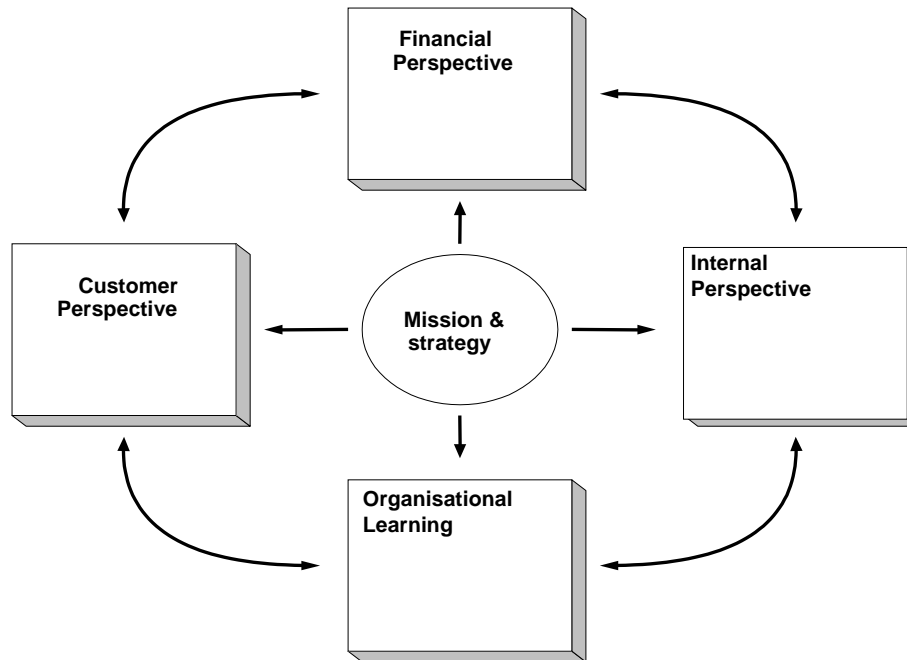 Financial
Perspective
Customer
Perspective
Mission &
strategy
Internal
Perspective
Organisational
Learning